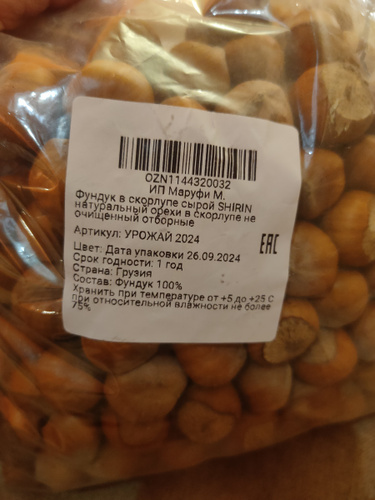 OZN1144320032
ИП Маруфи М.
Фундук в скорлупе сырой SHIRIN
натуральный орехи в скорлупе не
очищенный отборные
Артикул: УРОЖАЙ 2024
Цвет: Дата упаковки 26.09.2024
Срок годности: 1 год
Страна: Грузия
Состав: Фундук 100%
Хранить при температуре от +5 до +25 С
при относительной влажности не более
75%
EAC